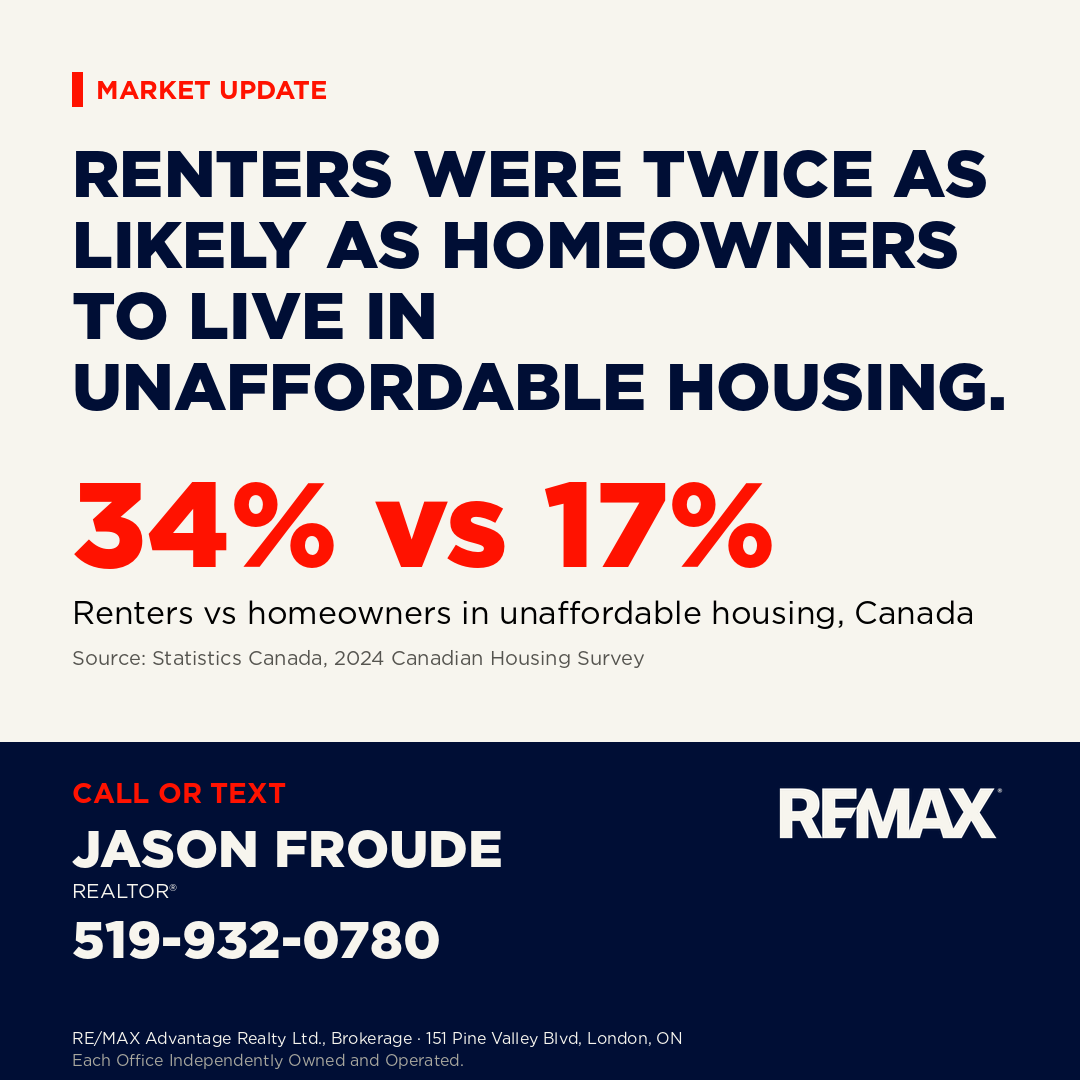 MARKET UPDATE
RENTERS WERE TWICE AS
LIKELY AS HOMEOWNERS
TO LIVE IN
UNAFFORDABLE HOUSING.
34% vs 17%
Renters vs homeowners in unaffordable housing, Canada
Source: Statistics Canada, 2024 Canadian Housing Survey
CALL OR TEXT
REMAX®
JASON FROUDE
REALTOR®
519-932-0780
RE/MAX Advantage Realty Ltd., Brokerage · 151 Pine Valley Blvd, London, ON
Each Office Independently Owned and Operated.